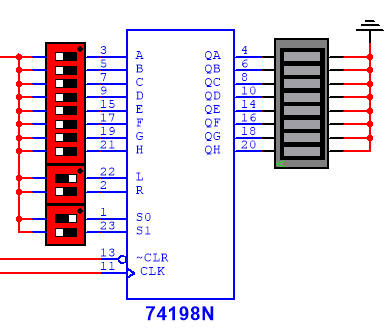 3 A QA 4
5 B QB 6
7 C QC 8
9 D QD 10
15 E QE 14
17 F QF 16
19 G QG 18
21 H QH 20
22 L
2 R
1 S0
23 S1
13 ~CLR
11 CLK
74198N